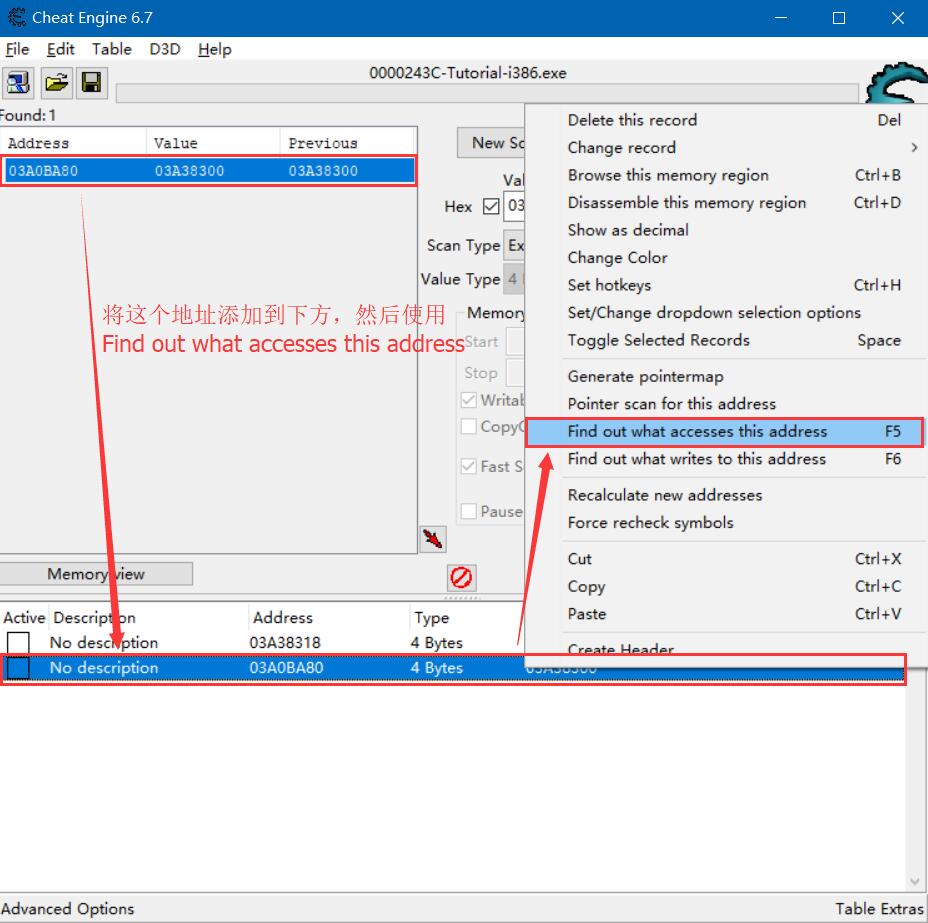 Cheat Engine 6.7
File Edit Table D3D Help
0000243C-Tutorial-i386.exe
Found: 1
Address Value Previous
03A0BA80 03A38300 03A38300
New Sc
Val
Hex 03
Scan Type Ex
Value Type 4
Memory
Start
Stop
Writab
CopyO
Fast S
Pause
将这个地址添加到下方，然后使用
Find out what accesses this address
Delete this record Del
Change record
Browse this memory region Ctrl+B
Disassemble this memory region Ctrl+D
Show as decimal
Change Color
Set hotkeys Ctrl+H
Set/Change dropdown selection options
Toggle Selected Records Space
Generate pointermap
Pointer scan for this address
Find out what accesses this address F5
Find out what writes to this address F6
Recalculate new addresses
Force recheck symbols
Cut Ctrl+X
Copy Ctrl+C
Paste Ctrl+V
Create Header
Memory view
Active Description Address Type
No description 03A38318 4 Bytes
No description 03A0BA80 4 Bytes 03A38300
Advanced Options Table Extras